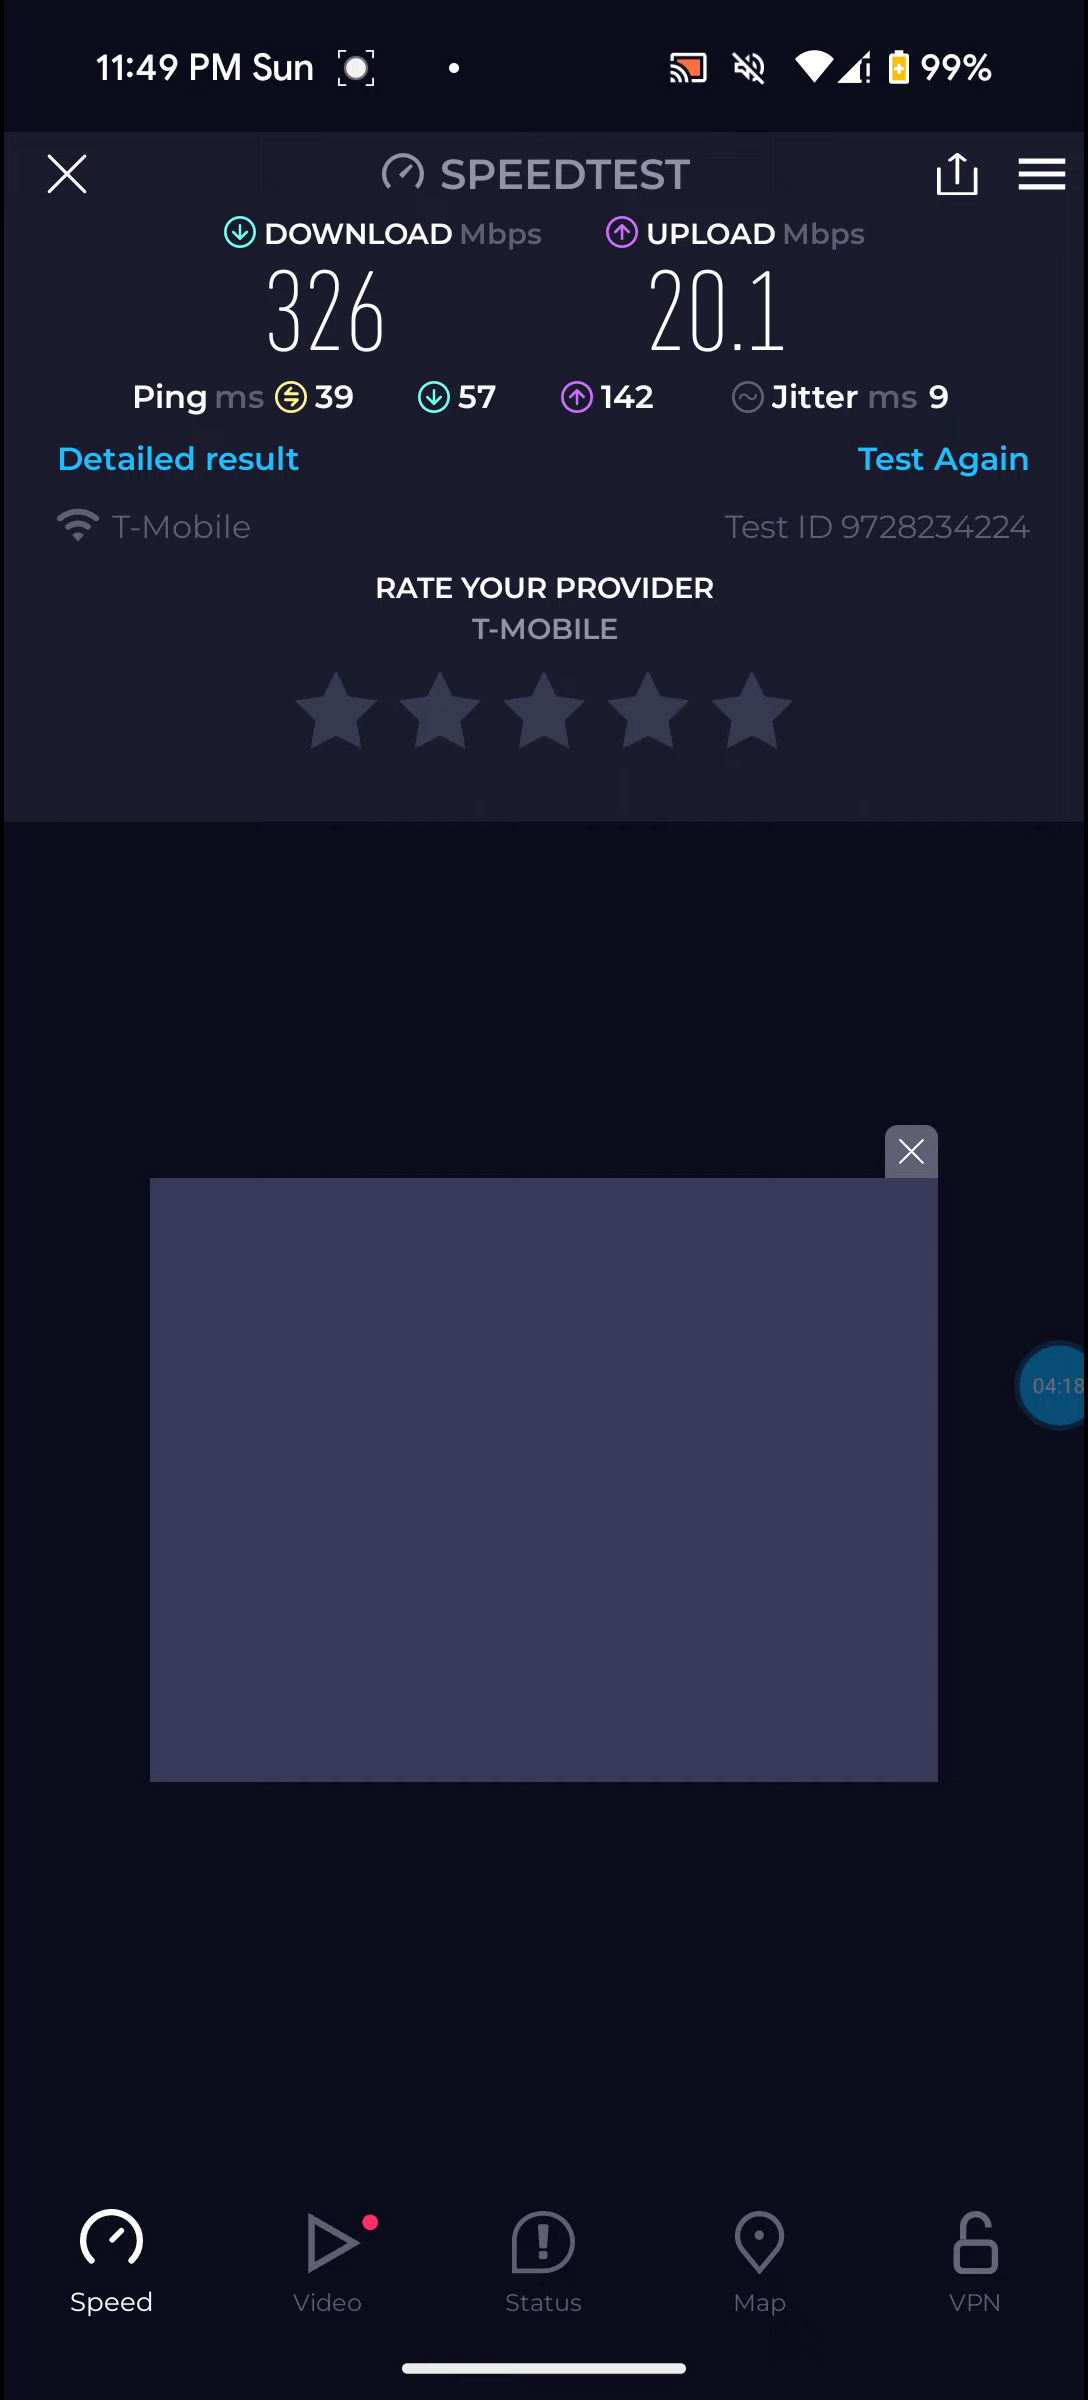 11:49 PM Sun 99%
SPEEDTEST
DOWNLOAD Mbps UPLOAD Mbps
326 20.1
Ping ms 39 57 142 Jitter ms 9
Detailed result Test Again
T-Mobile Test ID 9728234224
RATE YOUR PROVIDER
T-MOBILE
04:18
Speed Video Status Map VPN